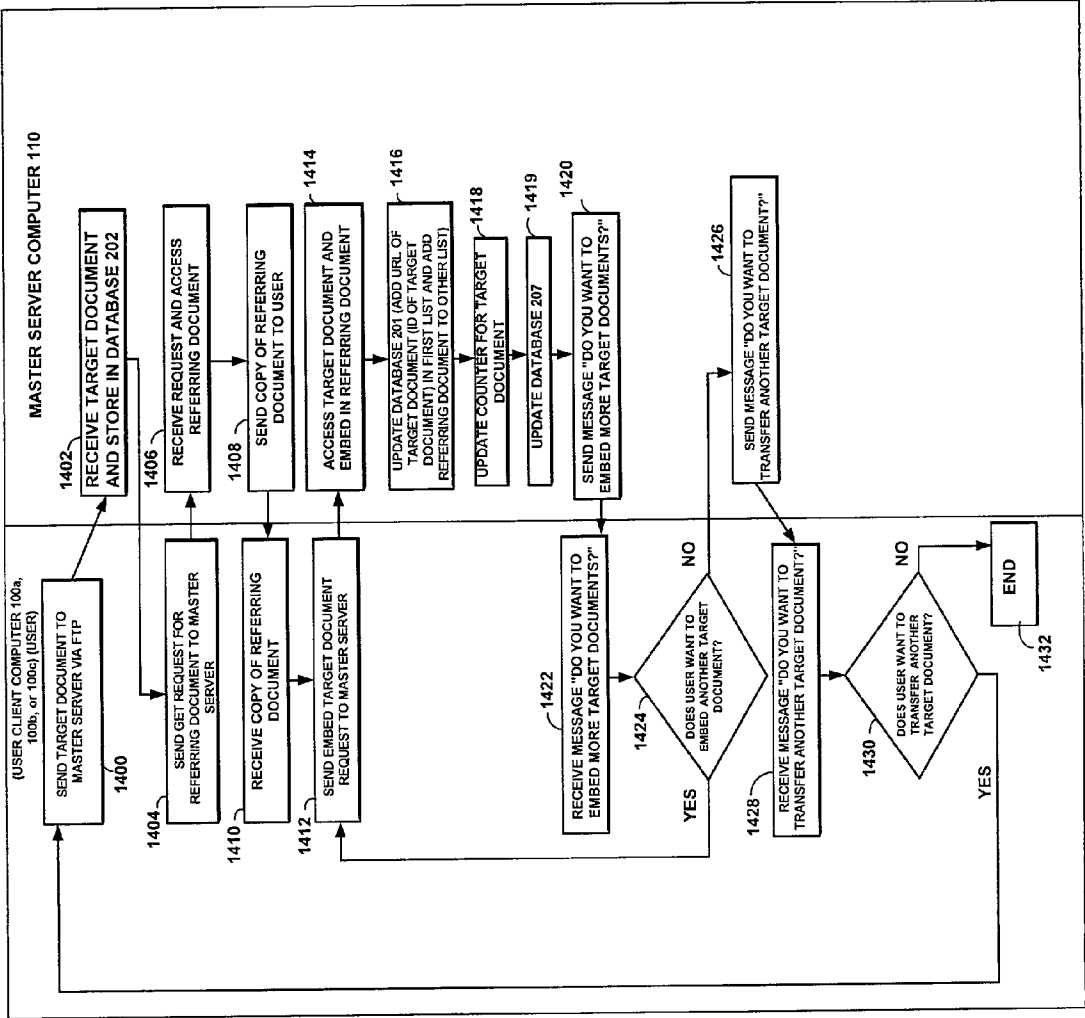 (USER CLIENT COMPUTER 100a,
100b, or 100c) (USER)
MASTER SERVER COMPUTER 110
SEND TARGET DOCUMENT TO
MASTER SERVER VIA FTP
1400
1402
RECEIVE TARGET DOCUMENT
AND STORE IN DATABASE 202
SEND GET REQUEST FOR
REFERRING DOCUMENT TO MASTER
SERVER
1404
1406
RECEIVE REQUEST AND ACCESS
REFERRING DOCUMENT
1408
SEND COPY OF REFERRING
DOCUMENT TO USER
RECEIVE COPY OF REFERRING
DOCUMENT
1410
1412
SEND EMBED TARGET DOCUMENT
REQUEST TO MASTER SERVER
1414
ACCESS TARGET DOCUMENT AND
EMBED IN REFERRING DOCUMENT
1416
UPDATE DATABASE 201 (ADD URL OF
TARGET DOCUMENT (ID OF TARGET
DOCUMENT) IN FIRST LIST AND ADD
REFERRING DOCUMENT TO OTHER LIST)
1418
UPDATE COUNTER FOR TARGET
DOCUMENT
1419
UPDATE DATABASE 207
1420
SEND MESSAGE "DO YOU WANT TO
EMBED MORE TARGET DOCUMENTS?"
1422
RECEIVE MESSAGE "DO YOU WANT TO
EMBED MORE TARGET DOCUMENTS?"
1424
DOES USER WANT TO
EMBED ANOTHER TARGET
DOCUMENT?
YES
NO
1426
SEND MESSAGE "DO YOU WANT TO
TRANSFER ANOTHER TARGET DOCUMENT?"
1428
RECEIVE MESSAGE "DO YOU WANT TO
TRANSFER ANOTHER TARGET DOCUMENT?"
1430
DOES USER WANT TO
TRANSFER ANOTHER
TARGET DOCUMENT?
YES
NO
END
1432